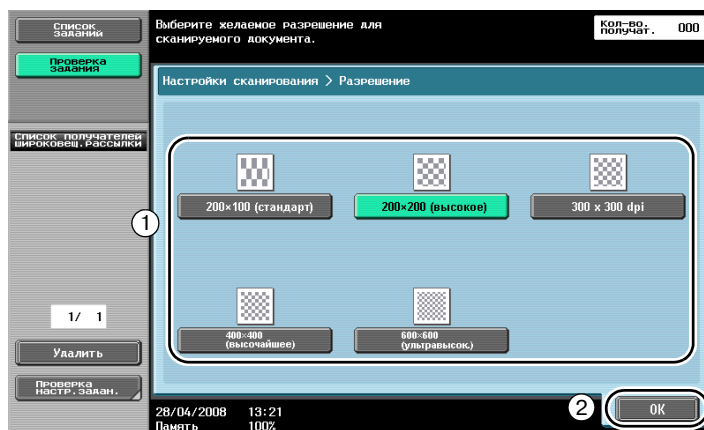 Список
заданий
Проверка
задания
Выберите желаемое разрешение для
сканируемого документа.
Кол-во.
получат.
000
Настройки сканирования > Разрешение
Список получателей
широковещ.рассылки
200×100 (стандарт)
200×200 (высокое)
300 x 300 dpi
1
400×400
(высочайшее)
600×600
(ультравысок.)
1/ 1
Удалить
Проверка
настр.задан.
2
OK
28/04/2008 13:21
Память 100%